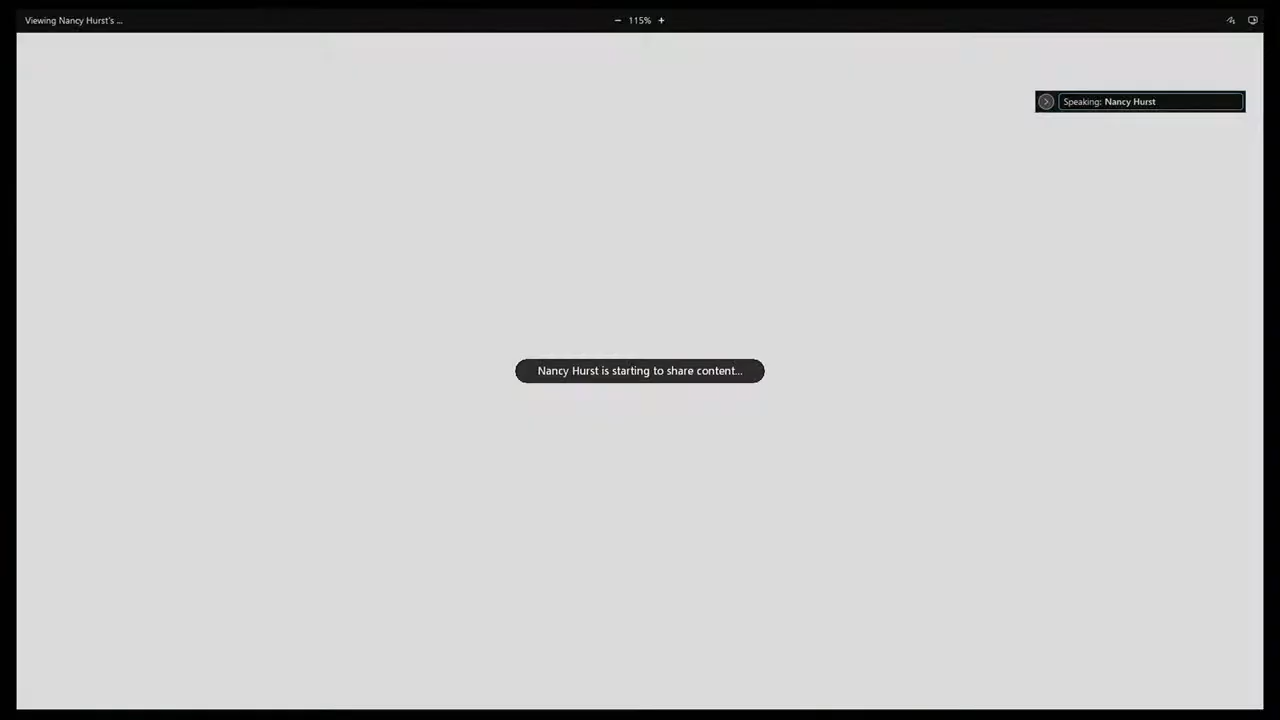 Viewing Nancy Hurst's ...
− 115% +
Speaking: Nancy Hurst
Nancy Hurst is starting to share content...